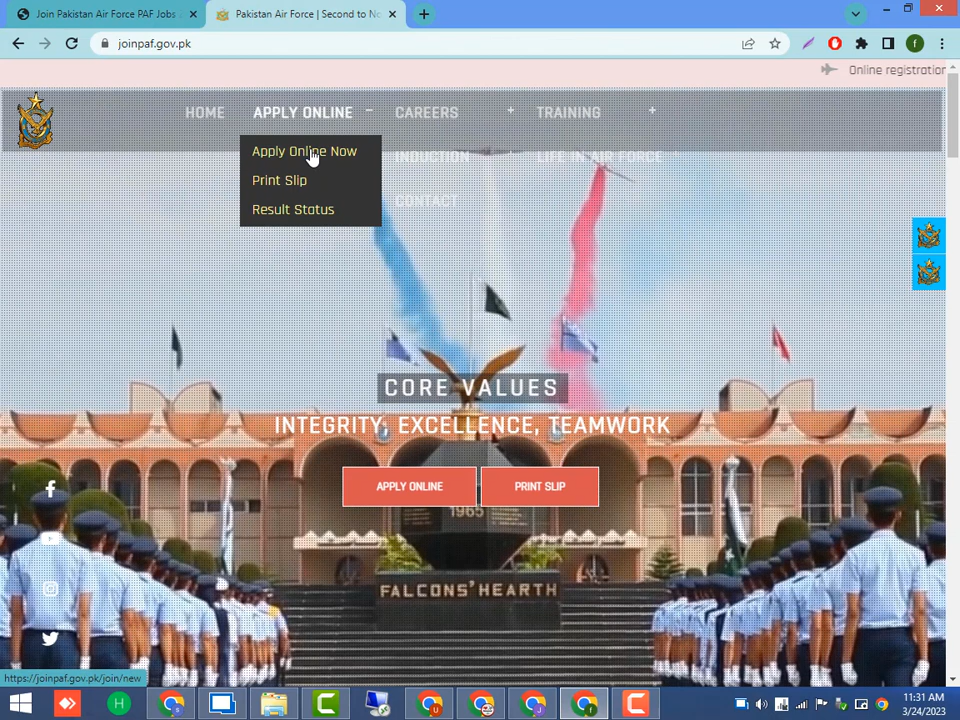 Join Pakistan Air Force PAF Jobs
Pakistan Air Force | Second to No
joinpaf.gov.pk
f
Online registration
HOME
APPLY ONLINE
CAREERS
TRAINING
Apply Online Now
Print Slip
Result Status
INDUCTION
LIFE IN AIR FORCE
CONTACT
CORE VALUES
INTEGRITY, EXCELLENCE, TEAMWORK
APPLY ONLINE
PRINT SLIP
1965
FALCONS' HEARTH
https://joinpaf.gov.pk/join/new
11:31 AM
3/24/2023